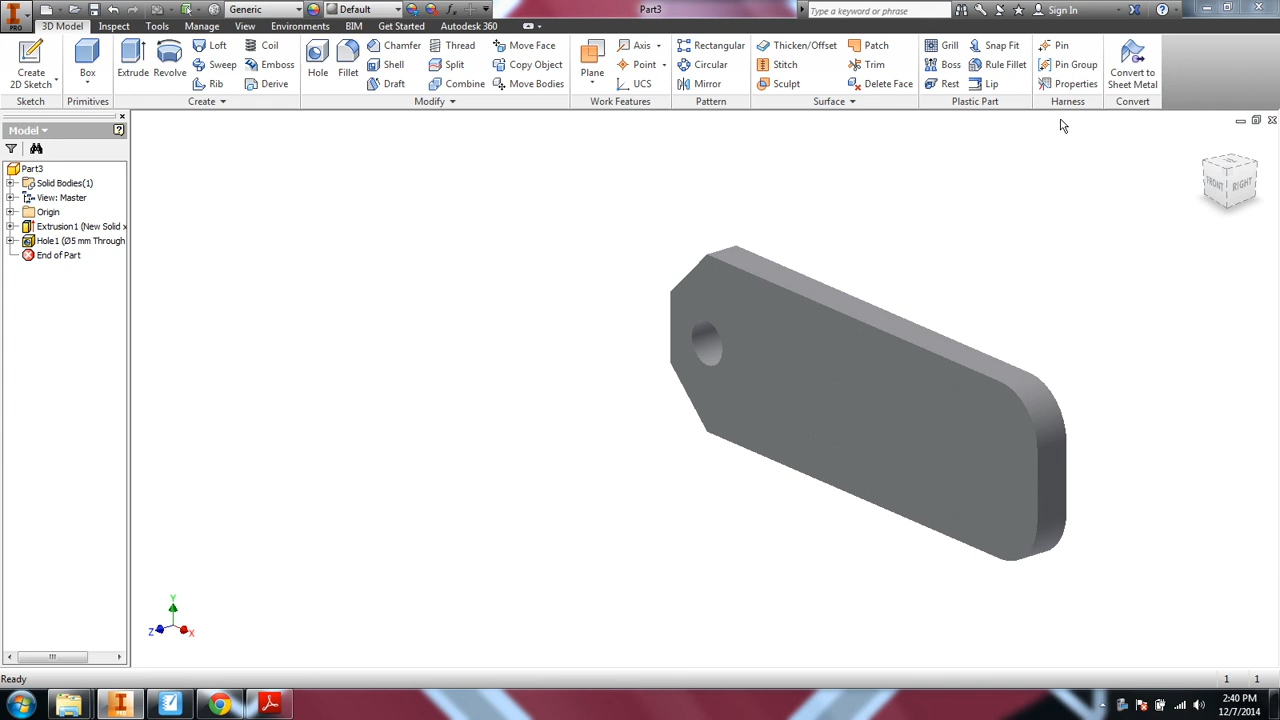 PRO
Generic
Default
Part3
Type a keyword or phrase
Sign In
3D Model
Inspect
Tools
Manage
View
Environments
BIM
Get Started
Autodesk 360
Create
2D Sketch
Sketch
Box
Primitives
Extrude
Revolve
Loft
Sweep
Rib
Coil
Emboss
Derive
Create
Hole
Fillet
Chamfer
Shell
Draft
Thread
Split
Combine
Move Face
Copy Object
Move Bodies
Modify
Plane
Axis
Point
UCS
Work Features
Rectangular
Circular
Mirror
Pattern
Thicken/Offset
Stitch
Sculpt
Patch
Trim
Delete Face
Surface
Grill
Boss
Rest
Snap Fit
Rule Fillet
Lip
Plastic Part
Pin
Pin Group
Properties
Harness
Convert to
Sheet Metal
Convert
Model
Part3
Solid Bodies(1)
View: Master
Origin
Extrusion1 (New Solid x
Hole1 (Ø5 mm Through
End of Part
FRONT
RIGHT
Y
Z
X
Ready
1
1
PRO
2:40 PM
12/7/2014